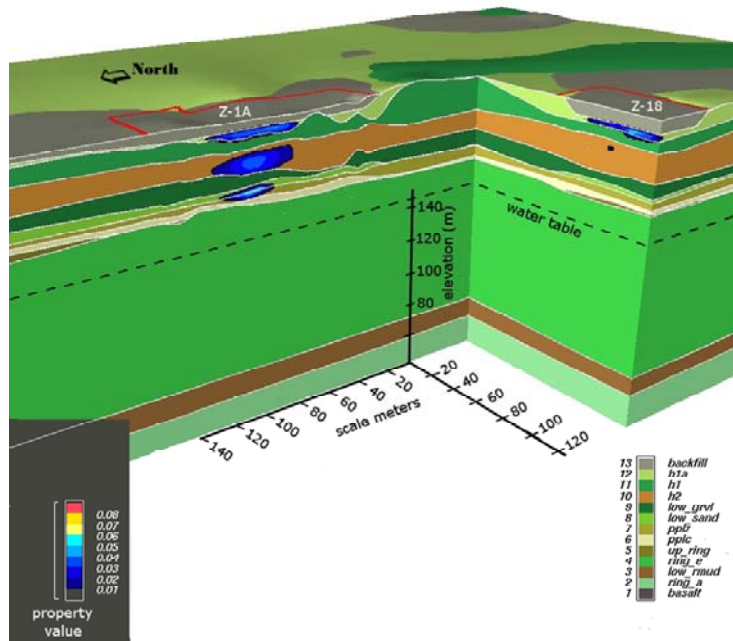 North
Z-1A
Z-18
water table
elevation (m)
140
120
100
80
20
40
60
80
100
120
140
scale meters
20
40
60
80
100
120
0.08
0.07
0.06
0.05
0.04
0.03
0.02
0.01
property
value
13 backfill
12 h1a
11 h1
10 h2
9 low_grvl
8 low_sand
7 pplz
6 pplc
5 up_ring
4 ring_e
3 low_rmud
2 ring_a
1 basalt